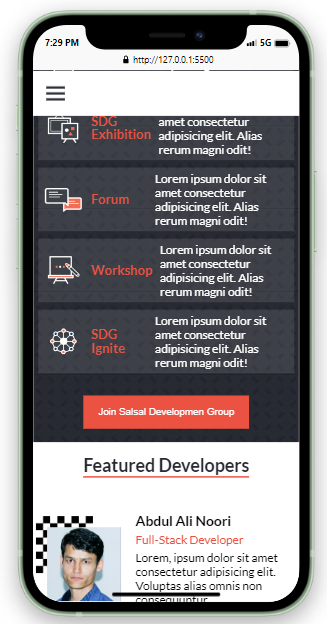 7:29 PM
5G
http://127.0.0.1:5500
SDG
Exhibition
amet consectetur
adipisicing elit. Alias
rerum magni odit!
Forum
Lorem ipsum dolor sit
amet consectetur
adipisicing elit. Alias
rerum magni odit!
Workshop
Lorem ipsum dolor sit
amet consectetur
adipisicing elit. Alias
rerum magni odit!
SDG
Ignite
Lorem ipsum dolor sit
amet consectetur
adipisicing elit. Alias
rerum magni odit!
Join Salsal Developmen Group
Featured Developers
Abdul Ali Noori
Full-Stack Developer
Lorem, ipsum dolor sit amet
consectetur adipisicing elit.
Voluptas alias omnis non
consequuntur